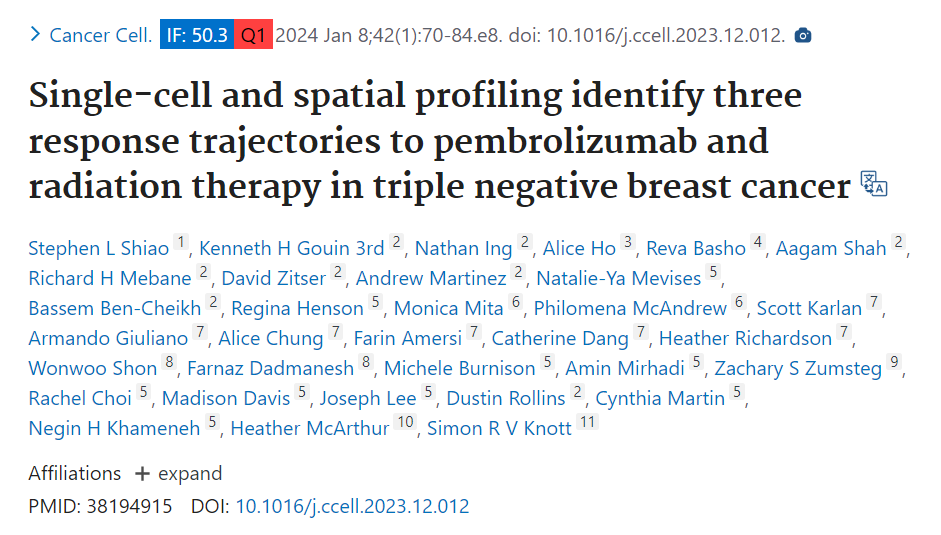 Cancer Cell. IF: 50.3 Q1 2024 Jan 8;42(1):70-84.e8. doi: 10.1016/j.ccell.2023.12.012.
Single-cell and spatial profiling identify three
response trajectories to pembrolizumab and
radiation therapy in triple negative breast cancer
Stephen L Shiao 1, Kenneth H Gouin 3rd 2, Nathan Ing 2, Alice Ho 3, Reva Basho 4, Aagam Shah 2,
Richard H Mebane 2, David Zitser 2, Andrew Martinez 2, Natalie-Ya Mevises 5,
Bassem Ben-Cheikh 2, Regina Henson 5, Monica Mita 6, Philomena McAndrew 6, Scott Karlan 7,
Armando Giuliano 7, Alice Chung 7, Farin Amersi 7, Catherine Dang 7, Heather Richardson 7,
Wonwoo Shon 8, Farnaz Dadmanesh 8, Michele Burnison 5, Amin Mirhadi 5, Zachary S Zumsteg 9,
Rachel Choi 5, Madison Davis 5, Joseph Lee 5, Dustin Rollins 2, Cynthia Martin 5,
Negin H Khameneh 5, Heather McArthur 10, Simon R V Knott 11
Affiliations + expand
PMID: 38194915 DOI: 10.1016/j.ccell.2023.12.012